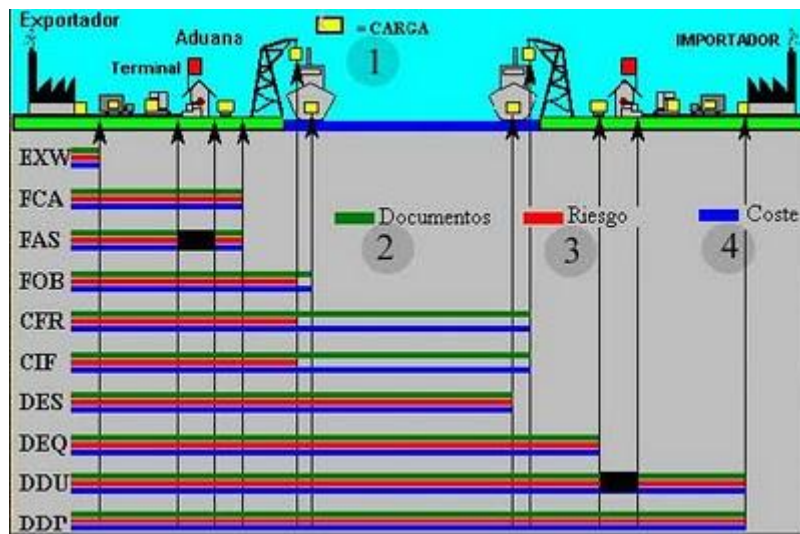 Exportador
= CARGA
1
Aduana
IMPORTADOR
Terminal
EXW
FCA
Documentos
Riesgo
Coste
FAS
2
3
4
FOB
CFR
CIF
DES
DEQ
DDU
DDP